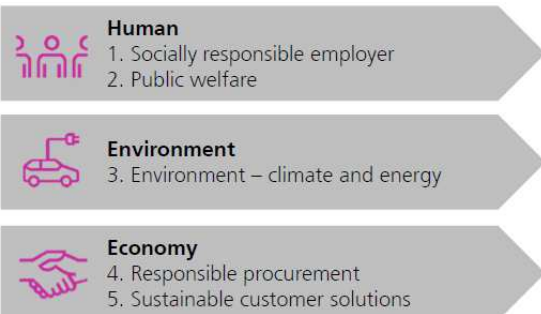 Human
1. Socially responsible employer
2. Public welfare
Environment
3. Environment – climate and energy
Economy
4. Responsible procurement
5. Sustainable customer solutions